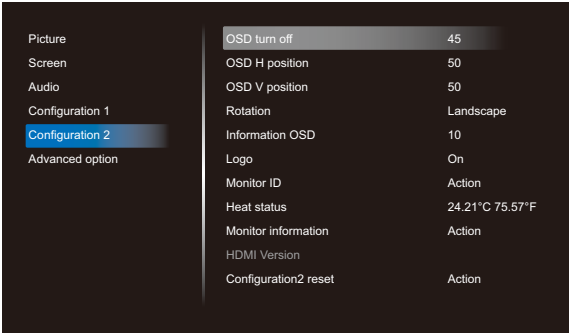 Picture
Screen
Audio
Configuration 1
Configuration 2
Advanced option
OSD turn off 45
OSD H position 50
OSD V position 50
Rotation Landscape
Information OSD 10
Logo On
Monitor ID Action
Heat status 24.21°C 75.57°F
Monitor information Action
HDMI Version
Configuration2 reset Action